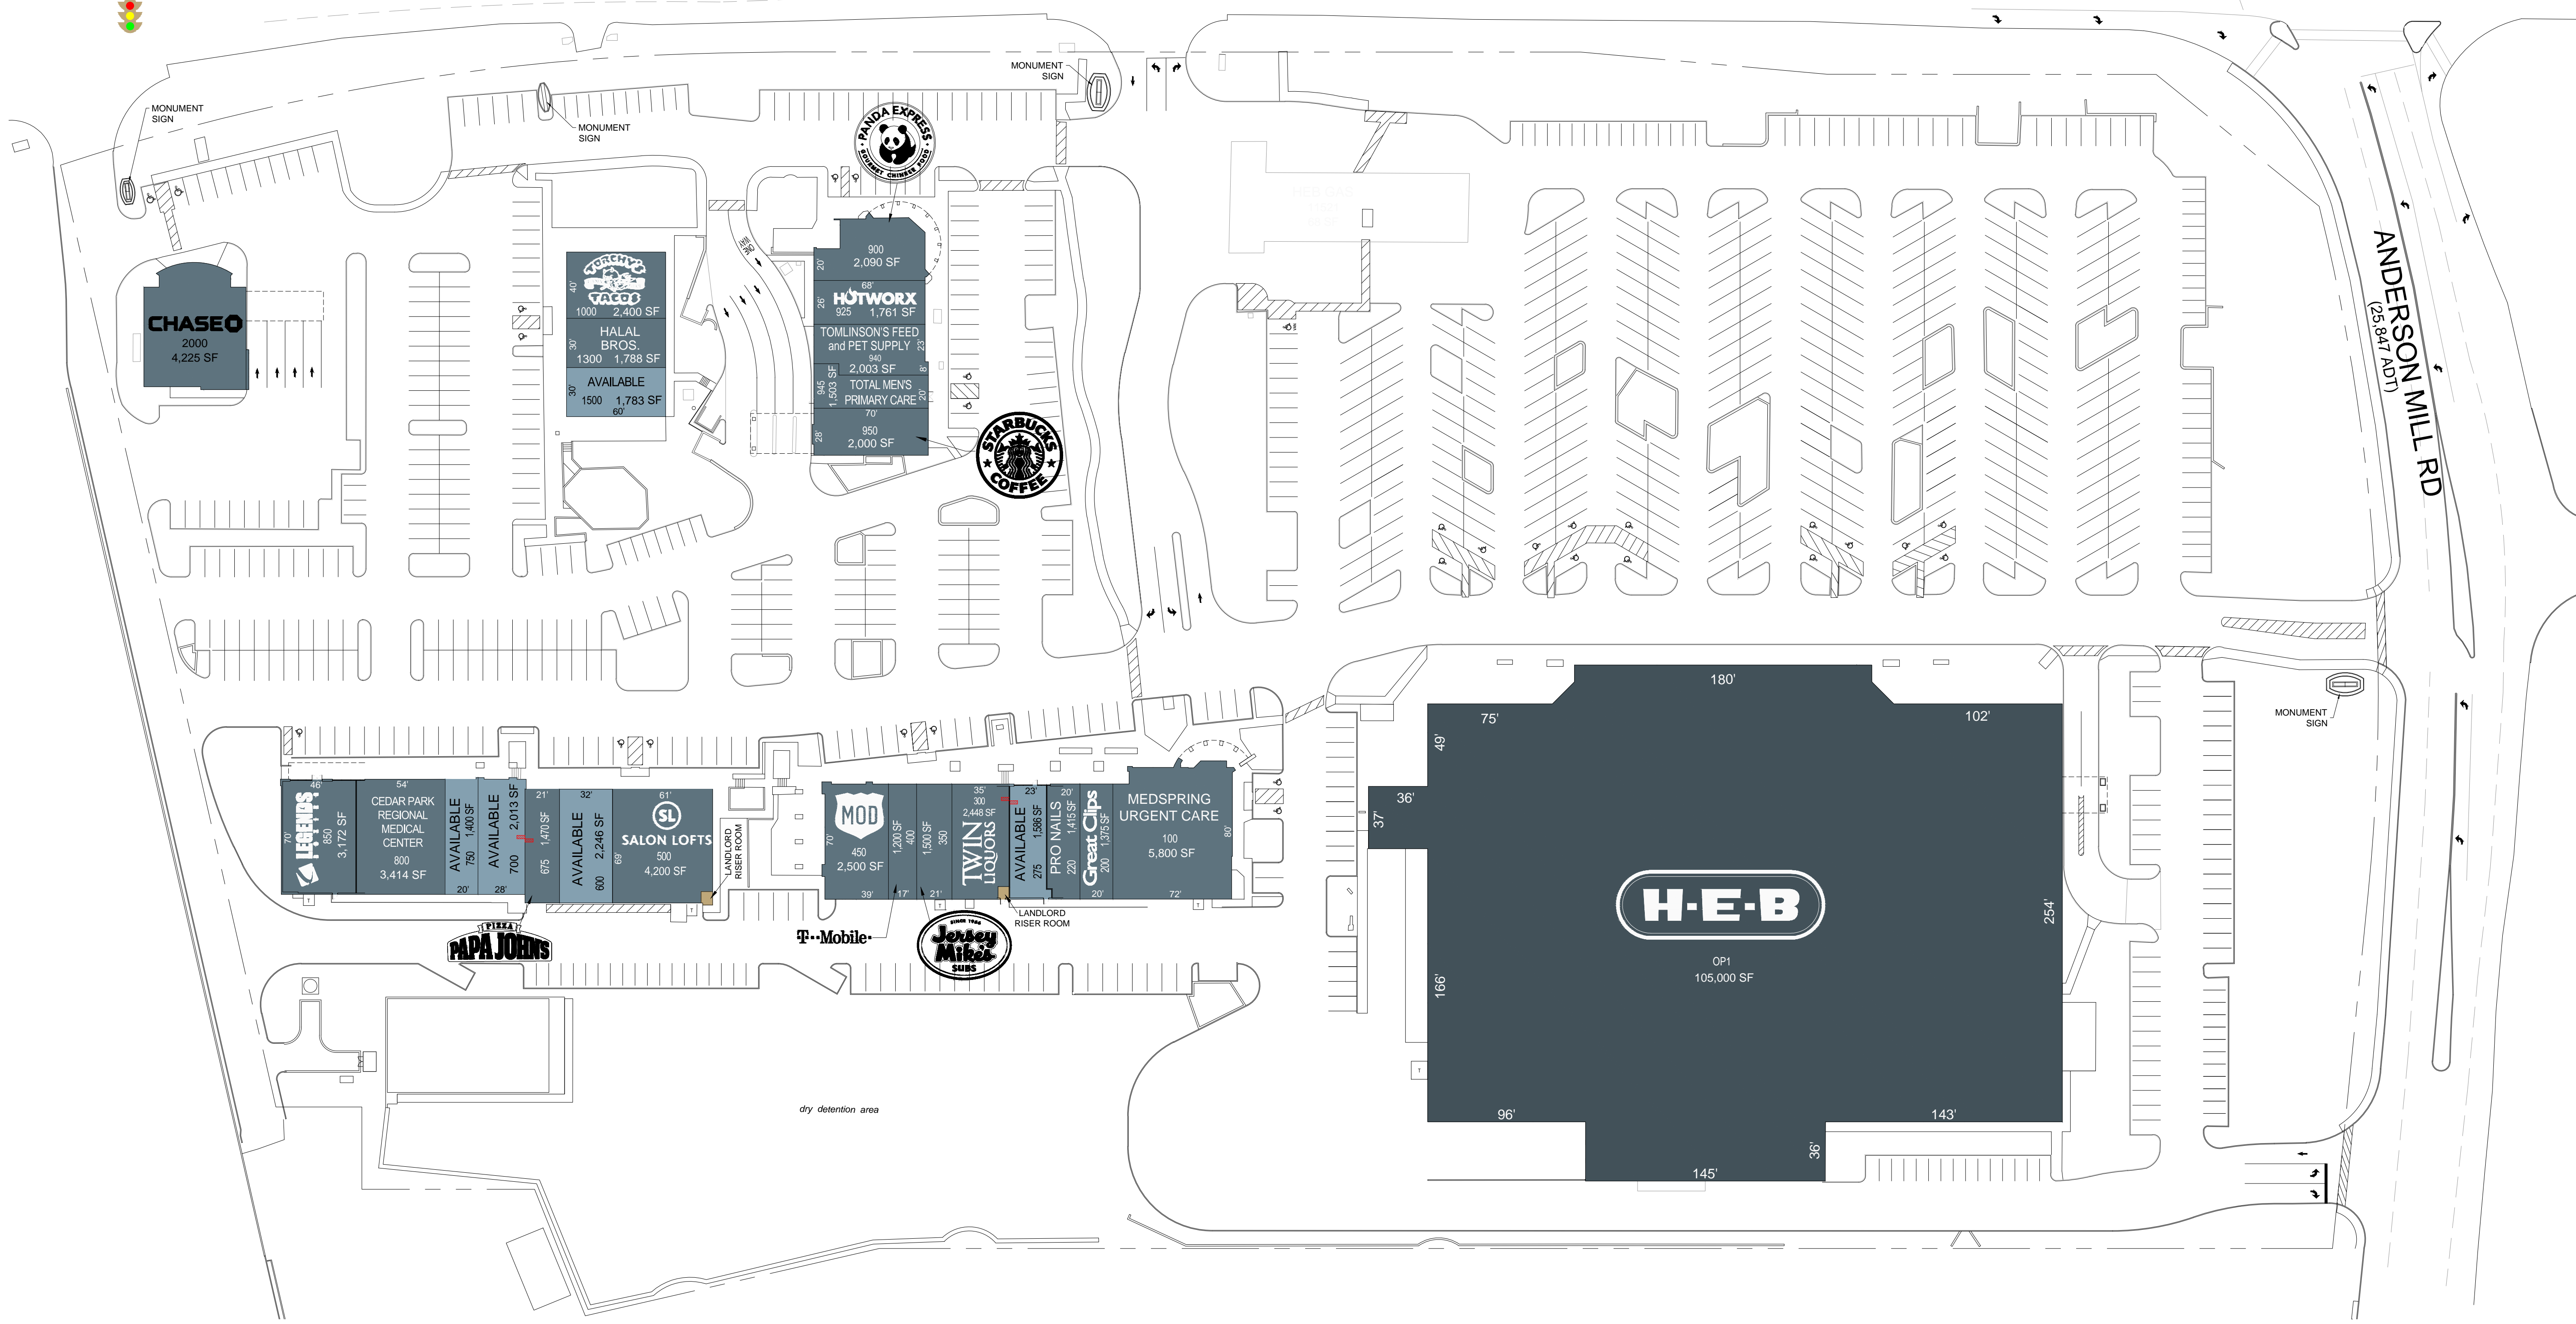 MONUMENT
SIGN
MONUMENT
SIGN
MONUMENT
SIGN
PANDA EXPRESS
GOURMET CHINESE FOOD
ONE
WAY
ANDERSON MILL RD
(25,847 ADT)
CHASE
2000
4,225 SF
TORCHY'S
TACOS
40'
1000 2,400 SF
HALAL
BROS.
30'
1300 1,788 SF
AVAILABLE
30'
1500 1,783 SF
60'
900
2,090 SF
20'
68'
HOTWORX
26'
925 1,761 SF
TOMLINSON'S FEED
and PET SUPPLY
23'
940
2,003 SF
8'
945
1,503 SF
TOTAL MEN'S
PRIMARY CARE
20'
70'
950
2,000 SF
28'
STARBUCKS
COFFEE
MONUMENT
SIGN
46'
LEGENDS
70'
850
3,172 SF
54'
CEDAR PARK
REGIONAL
MEDICAL
CENTER
800
3,414 SF
AVAILABLE
750 1,400 SF
20'
AVAILABLE
700 2,013 SF
28'
21'
675 1,470 SF
32'
AVAILABLE
600 2,246 SF
61'
SL
SALON LOFTS
69'
500
4,200 SF
LANDLORD
RISER ROOM
PIZZA
PAPA JOHNS
MOD
70'
450
2,500 SF
39'
1,200 SF
400
17'
1,500 SF
350
21'
35'
300
2,448 SF
TWIN
LIQUORS
23'
AVAILABLE
275 1,586 SF
20'
PRO NAILS
220 1,415 SF
Great Clips
200 1,375 SF
20'
MEDSPRING
URGENT CARE
100
5,800 SF
80'
72'
LANDLORD
RISER ROOM
T··Mobile·
SINCE 1956
Jersey
Mike's
SUBS
180'
75'
102'
49'
36'
37'
H-E-B
OP1
105,000 SF
254'
166'
96'
143'
36'
145'
dry detention area